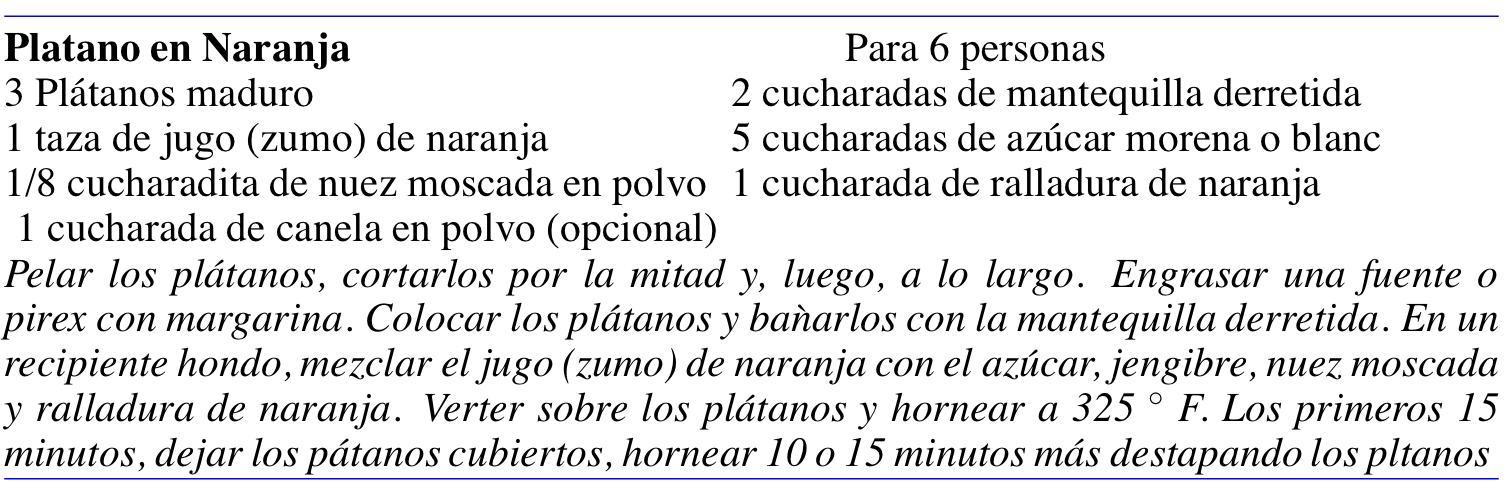 Platano en Naranja Para 6 personas
3 Plátanos maduro 2 cucharadas de mantequilla derretida
1 taza de jugo (zumo) de naranja 5 cucharadas de azúcar morena o blanc
1/8 cucharadita de nuez moscada en polvo 1 cucharada de ralladura de naranja
1 cucharada de canela en polvo (opcional)
Pelar los plátanos, cortarlos por la mitad y, luego, a lo largo. Engrasar una fuente o
pirex con margarina. Colocar los plátanos y baǹarlos con la mantequilla derretida. En un
recipiente hondo, mezclar el jugo (zumo) de naranja con el azúcar, jengibre, nuez moscada
y ralladura de naranja. Verter sobre los plátanos y hornear a 325 ° F. Los primeros 15
minutos, dejar los pátanos cubiertos, hornear 10 o 15 minutos más destapando los pltanos